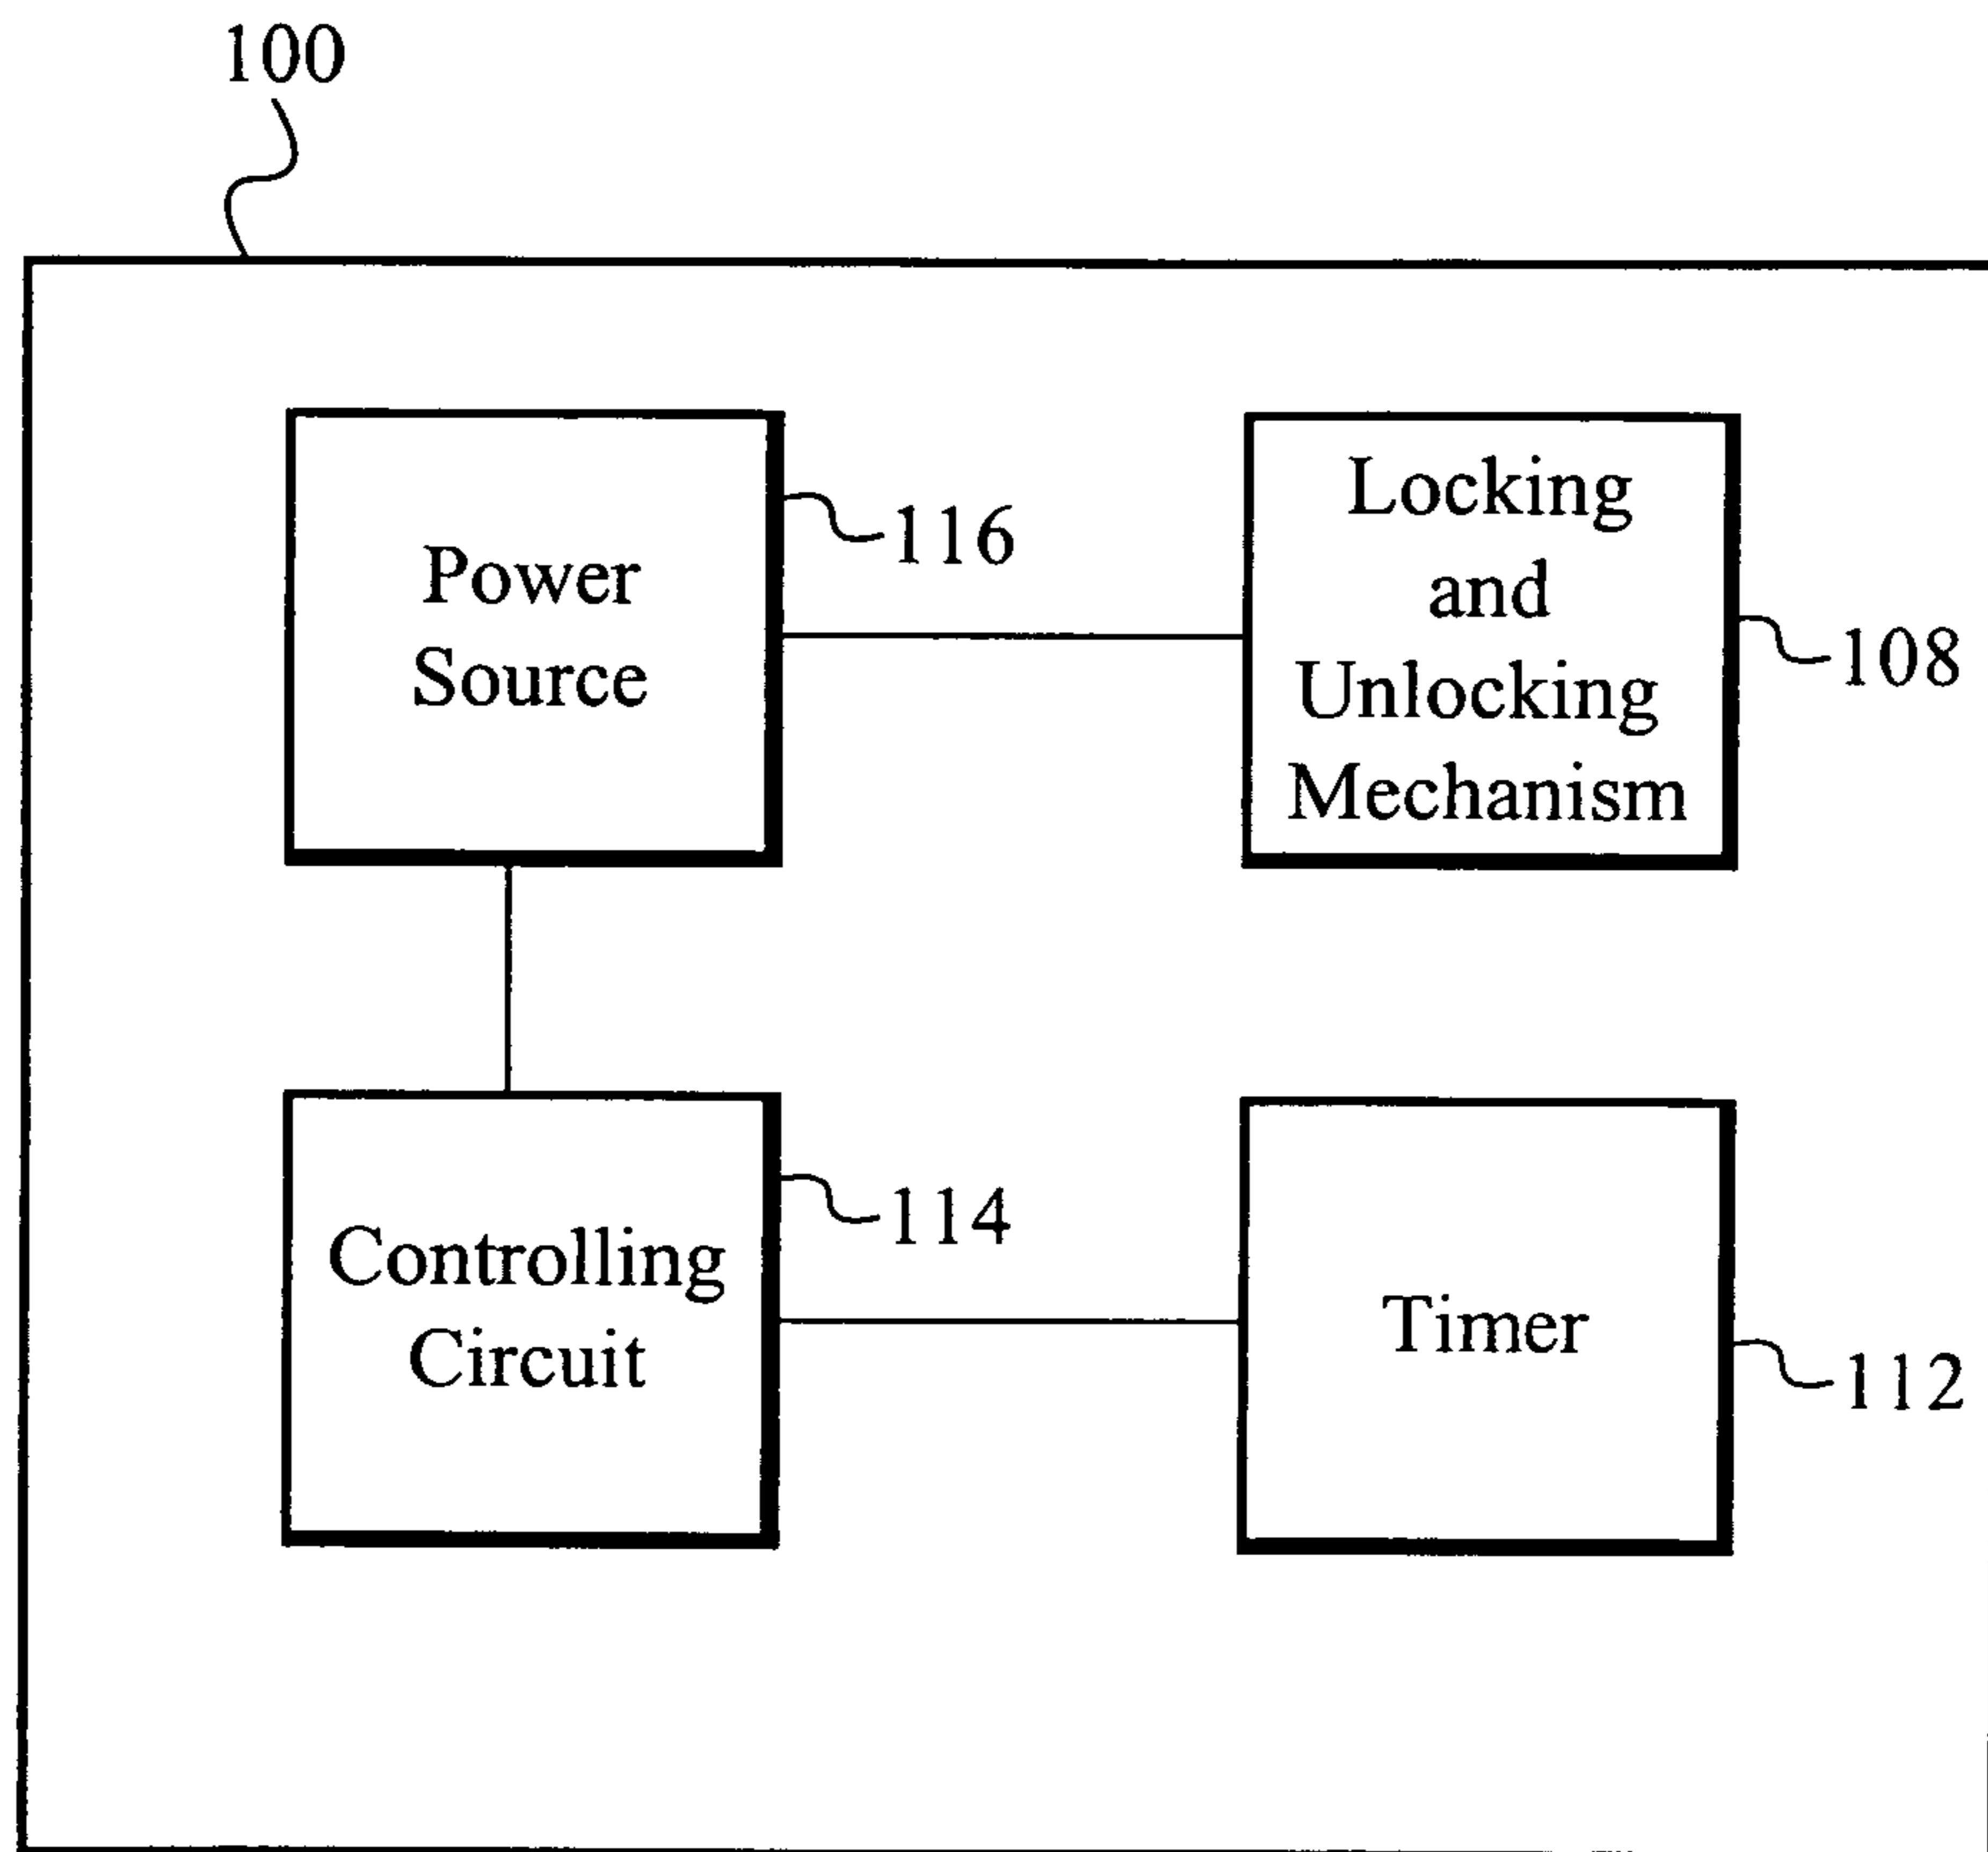 100
Power
Source
116
Locking
and
Unlocking
Mechanism
108
Controlling
Circuit
114
Timer
112